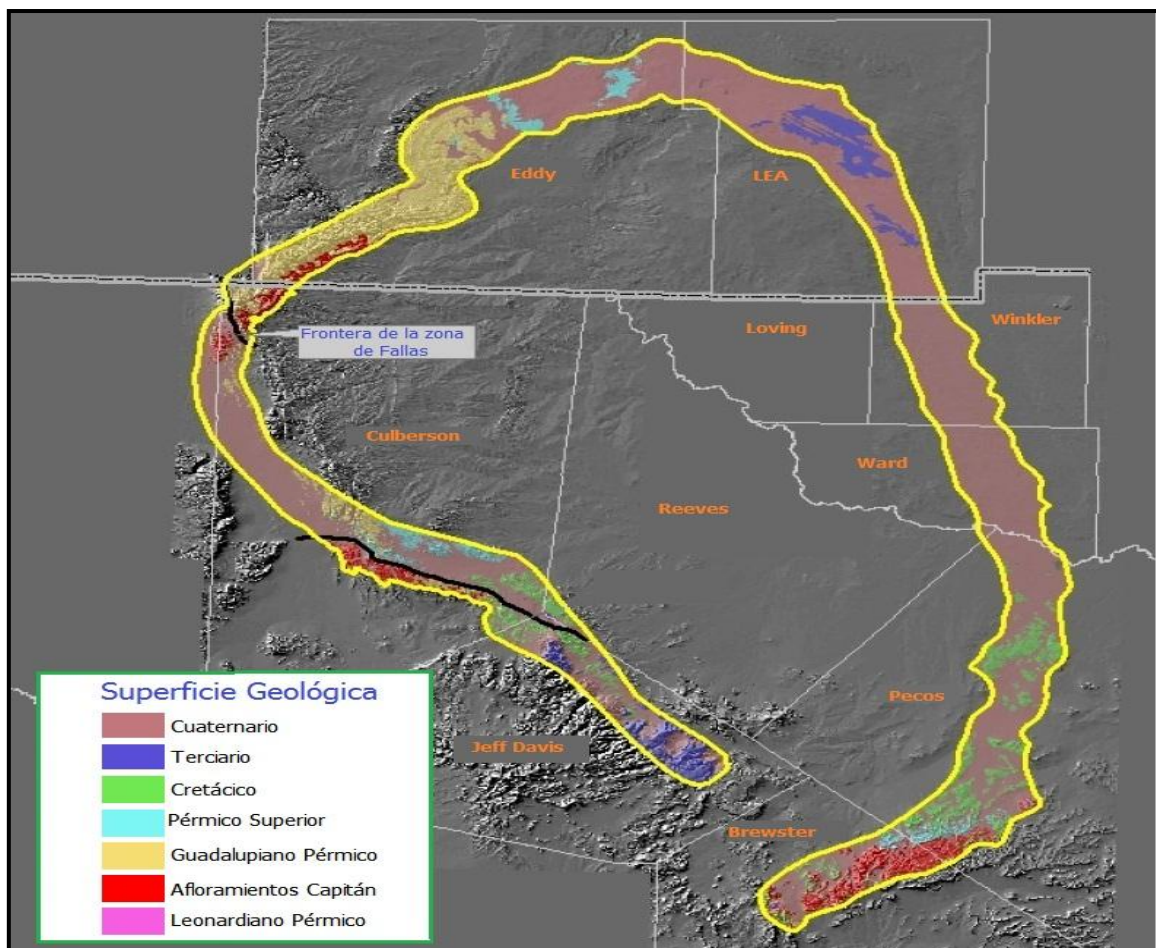 Eddy
LEA
Frontera de la zona
de Fallas
Loving
Winkler
Culberson
Ward
Reeves
Pecos
Jeff Davis
Brewster
Superficie Geológica
Cuaternario
Terciario
Cretácico
Pérmico Superior
Guadalupiano Pérmico
Afloramientos Capitán
Leonardiano Pérmico